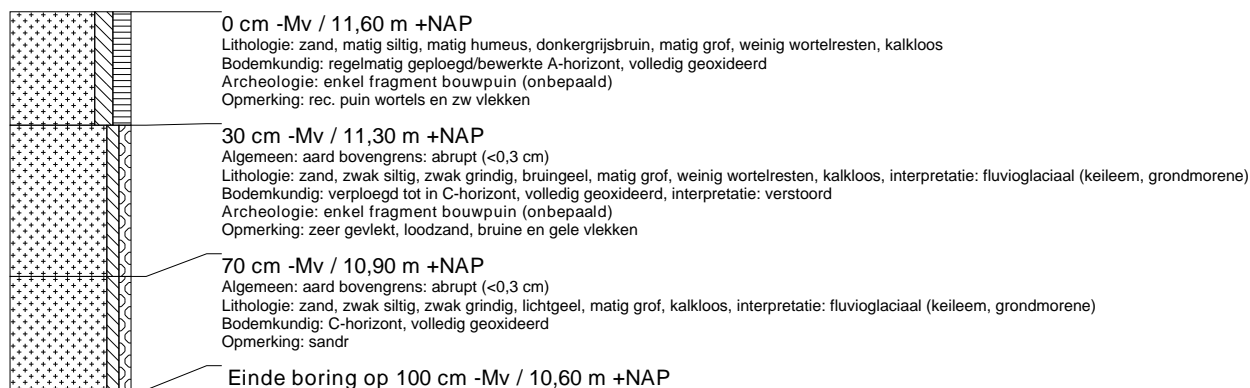 0 cm -Mv / 11,60 m +NAP
Lithologie: zand, matig siltig, matig humeus, donkergrijsbruin, matig grof, weinig wortelresten, kalkloos
Bodemkundig: regelmatig geploegd/bewerkte A-horizont, volledig geoxideerd
Archeologie: enkel fragment bouwpuin (onbepaald)
Opmerking: rec. puin wortels en zw vlekken
30 cm -Mv / 11,30 m +NAP
Algemeen: aard bovengrens: abrupt (<0,3 cm)
Lithologie: zand, zwak siltig, zwak grindig, bruingeel, matig grof, weinig wortelresten, kalkloos, interpretatie: fluvioglaciaal (keileem, grondmorene)
Bodemkundig: verploegd tot in C-horizont, volledig geoxideerd, interpretatie: verstoord
Archeologie: enkel fragment bouwpuin (onbepaald)
Opmerking: zeer gevlekt, loodzand, bruine en gele vlekken
70 cm -Mv / 10,90 m +NAP
Algemeen: aard bovengrens: abrupt (<0,3 cm)
Lithologie: zand, zwak siltig, zwak grindig, lichtgeel, matig grof, kalkloos, interpretatie: fluvioglaciaal (keileem, grondmorene)
Bodemkundig: C-horizont, volledig geoxideerd
Opmerking: sandr
Einde boring op 100 cm -Mv / 10,60 m +NAP